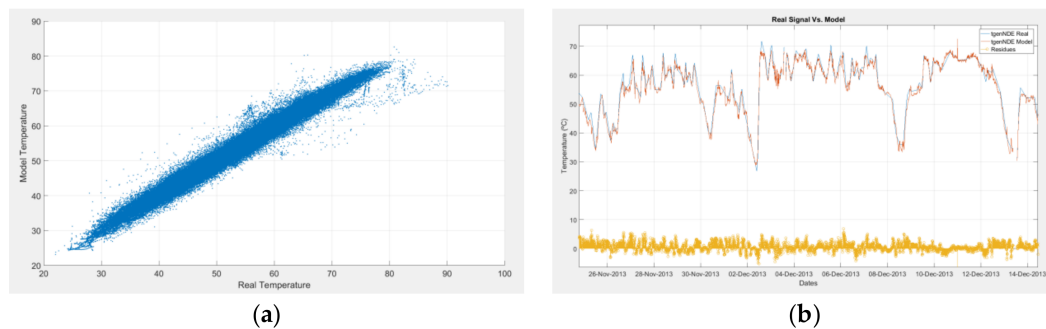 90
80
70
60
50
40
30
20
Model Temperature
20 30 40 50 60 70 80 90 100
Real Temperature
(a)
Real Signal Vs. Model
tgenNDE Real
tgenNDE Model
Residues
70
60
50
40
30
20
10
0
Temperature (ºC)
26-Nov-2013 28-Nov-2013 30-Nov-2013 02-Dec-2013 04-Dec-2013 06-Dec-2013 08-Dec-2013 10-Dec-2013 12-Dec-2013 14-Dec-2013
Dates
(b)